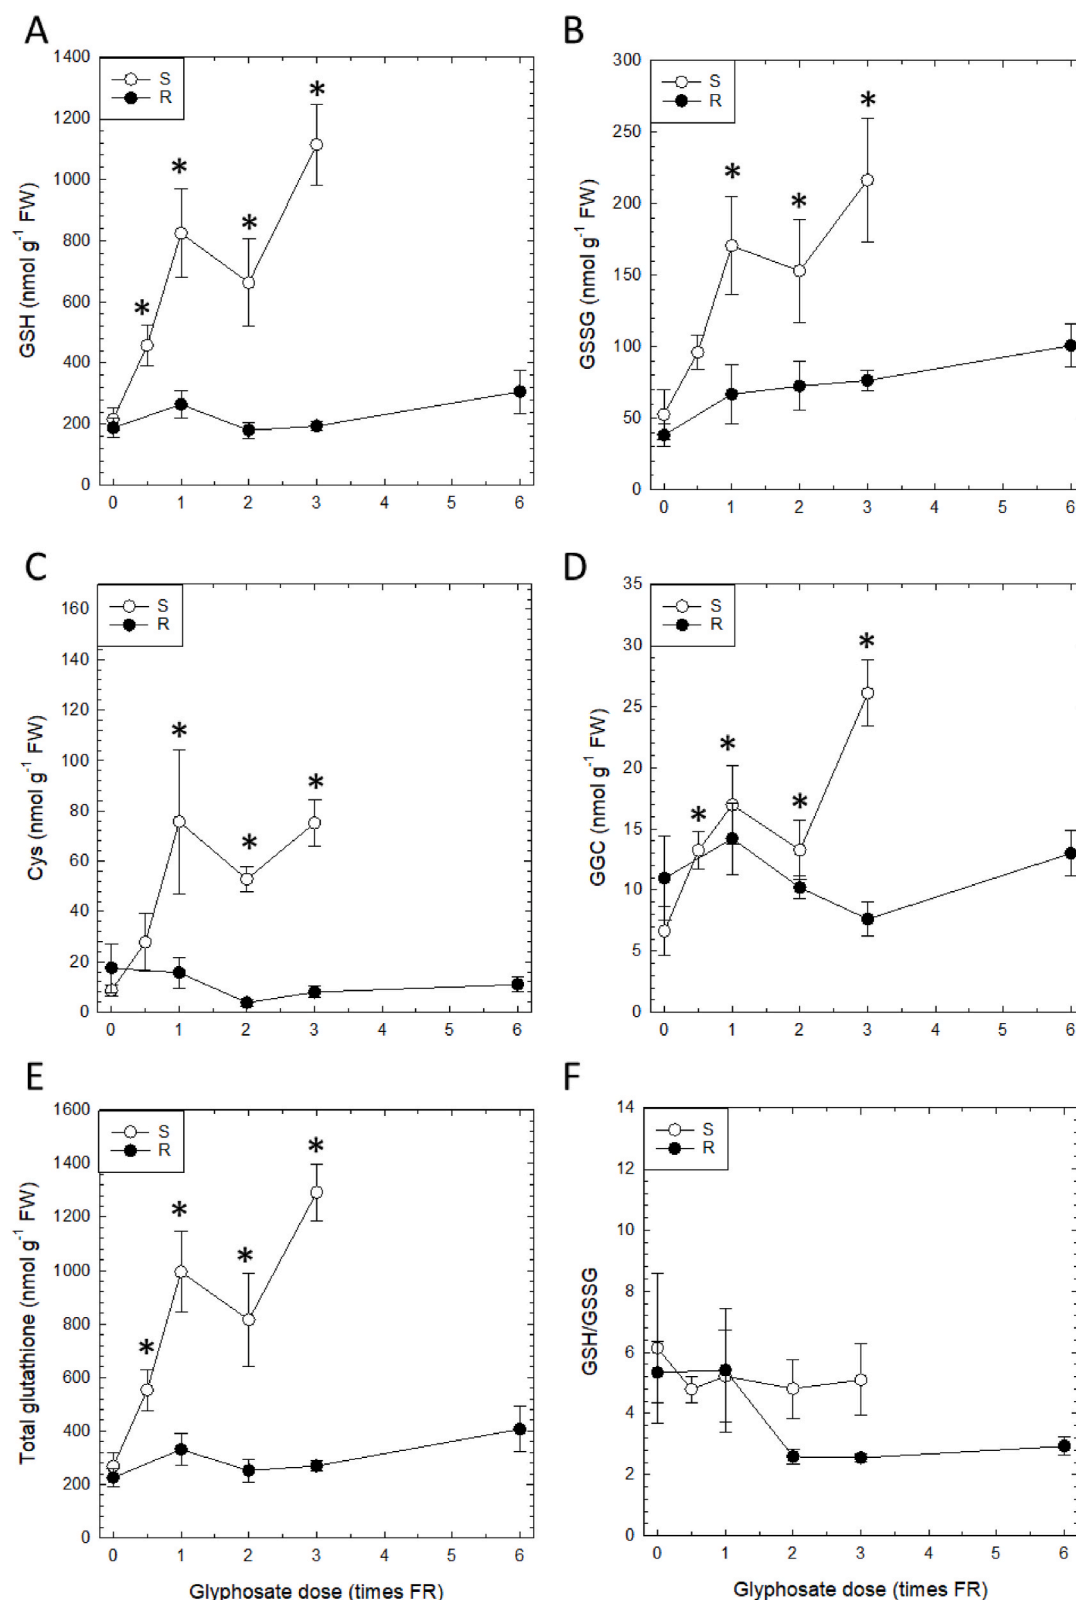 A
1400
1200
1000
800
600
400
200
0
GSH (nmol g⁻¹ FW)
S
R
*
*
*
*
0 1 2 3 4 5 6
B
300
250
200
150
100
50
0
GSSG (nmol g⁻¹ FW)
S
R
*
*
*
0 1 2 3 4 5 6
C
160
140
120
100
80
60
40
20
0
Cys (nmol g⁻¹ FW)
S
R
*
*
*
0 1 2 3 4 5 6
D
35
30
25
20
15
10
5
0
GGC (nmol g⁻¹ FW)
S
R
*
*
*
*
0 1 2 3 4 5 6
E
1600
1400
1200
1000
800
600
400
200
0
Total glutathione (nmol g⁻¹ FW)
S
R
*
*
*
*
0 1 2 3 4 5 6
Glyphosate dose (times FR)
F
14
12
10
8
6
4
2
0
GSH/GSSG
S
R
0 1 2 3 4 5 6
Glyphosate dose (times FR)